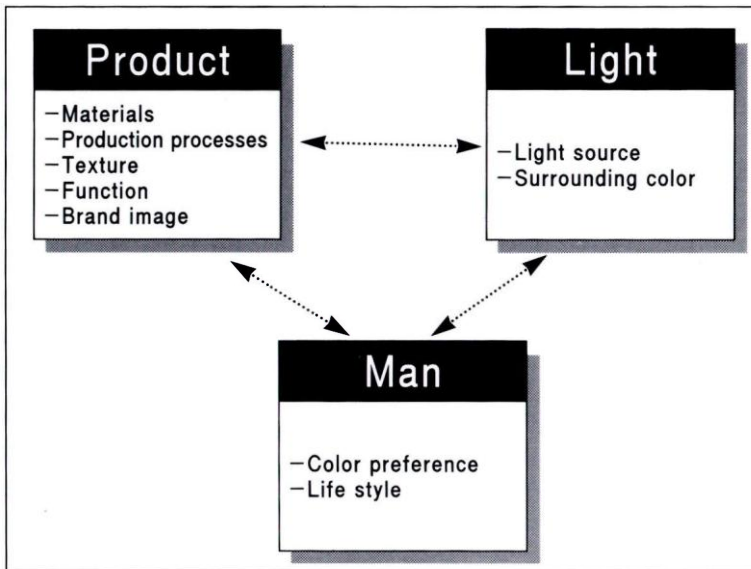 Product
–Materials
–Production processes
–Texture
–Function
–Brand image
Light
–Light source
–Surrounding color
Man
–Color preference
–Life style